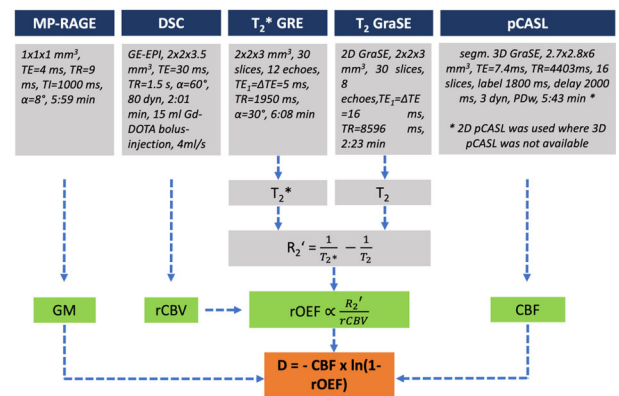 MP-RAGE
1x1x1 mm³,
TE=4 ms, TR=9
ms, TI=1000 ms,
α=8°, 5:59 min
DSC
GE-EPI, 2x2x3.5
mm³, TE=30 ms,
TR=1.5 s, α=60°,
80 dyn, 2:01
min, 15 ml Gd-
DOTA bolus-
injection, 4ml/s
T₂* GRE
2x2x3 mm³, 30
slices, 12 echoes,
TE₁=ΔTE=5 ms,
TR=1950 ms,
α=30°, 6:08 min
T₂ GraSE
2D GraSE, 2x2x3
mm³, 30 slices,
8
echoes,TE₁=ΔTE
=16 ms,
TR=8596 ms,
2:23 min
pCASL
segm. 3D GraSE, 2.7x2.8x6
mm³, TE=7.4ms, TR=4403ms, 16
slices, label 1800 ms, delay 2000
ms, 3 dyn, PDw, 5:43 min *
* 2D pCASL was used where 3D
pCASL was not available
T₂*
T₂
R₂′ = 1/T₂* − 1/T₂
GM
rCBV
rOEF ∝ R₂′/rCBV
CBF
D = - CBF x ln(1-
rOEF)